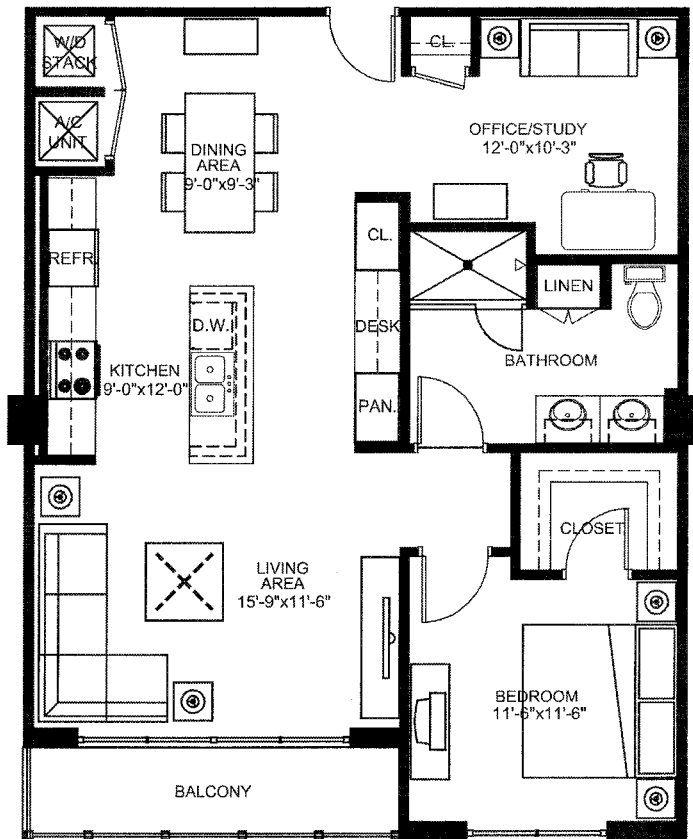 W/D
STACK
CL.
A/C
UNIT
OFFICE/STUDY
12'-0"x10'-3"
DINING
AREA
9'-0"x9'-3"
CL.
REFR.
LINEN
D.W.
DESK
BATHROOM
KITCHEN
9'-0"x12'-0"
PAN.
CLOSET
LIVING
AREA
15'-9"x11'-6"
BEDROOM
11'-6"x11'-6"
BALCONY